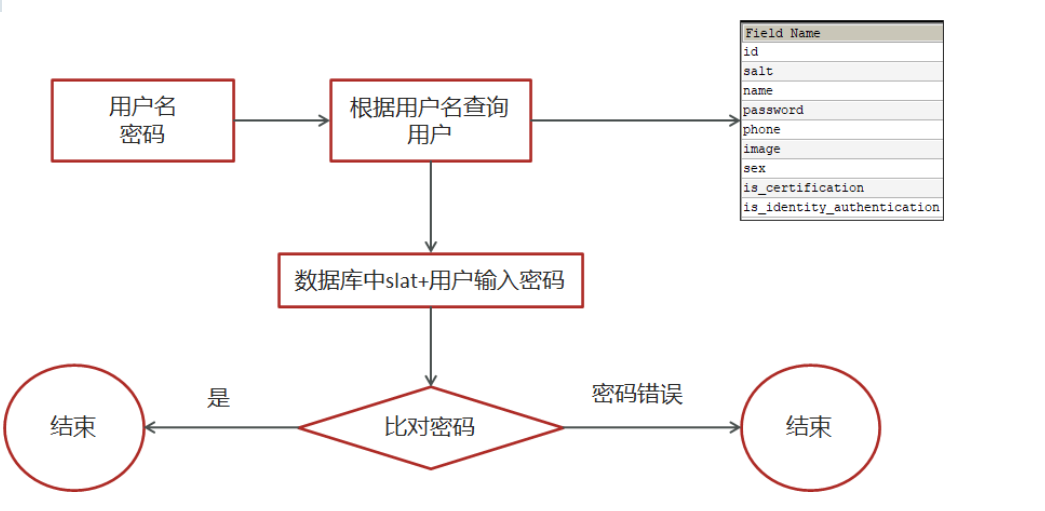 用户名
密码
根据用户名查询
用户
Field Name
id
salt
name
password
phone
image
sex
is_certification
is_identity_authentication
数据库中slat+用户输入密码
比对密码
是
结束
密码错误
结束